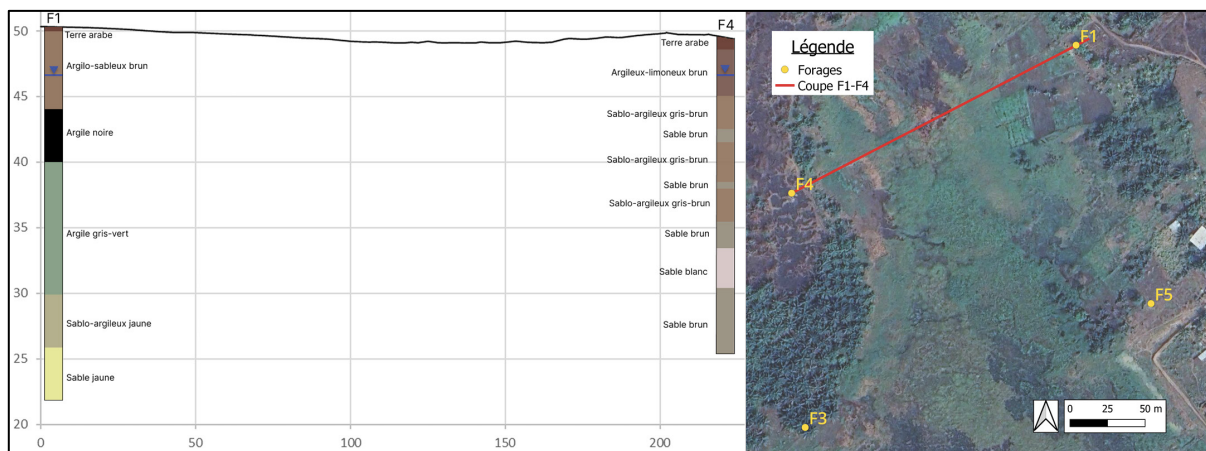 F1
F4
50
45
40
35
30
25
20
0
50
100
150
200
Terre arabe
Argilo-sableux brun
Argile noire
Argile gris-vert
Sablo-argileux jaune
Sable jaune
Terre arabe
Argileux-limoneux brun
Sablo-argileux gris-brun
Sable brun
Sablo-argileux gris-brun
Sable brun
Sablo-argileux gris-brun
Sable brun
Sable blanc
Sable brun
Légende
Forages
Coupe F1-F4
F1
F4
F5
F3
0 25 50 m